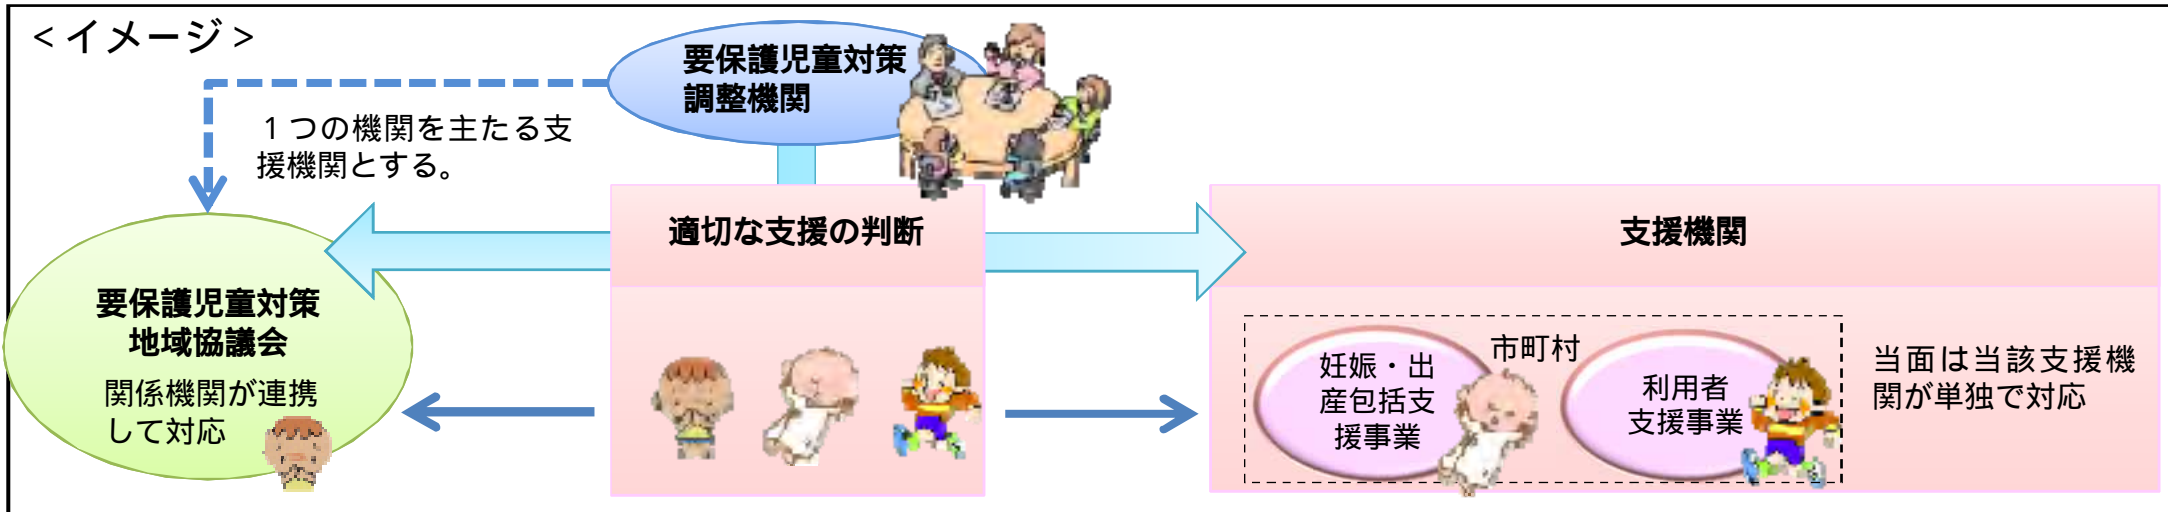 ＜イメージ＞
要保護児童対策
調整機関
１つの機関を主たる支
援機関とする。
適切な支援の判断
支援機関
要保護児童対策
地域協議会
関係機関が連携
して対応
市町村
妊娠・出
産包括支
援事業
利用者
支援事業
当面は当該支援機
関が単独で対応